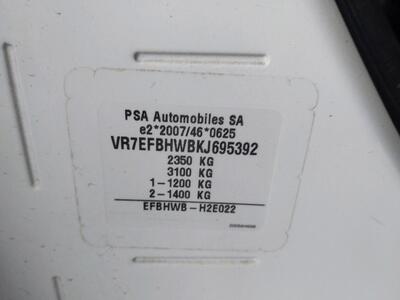 PSA Automobiles SA
e2*2007/46*0625
VR7EFBHWBKJ695392
2350 KG
3100 KG
1-1200 KG
2-1400 KG
EFBHWB-H2E022